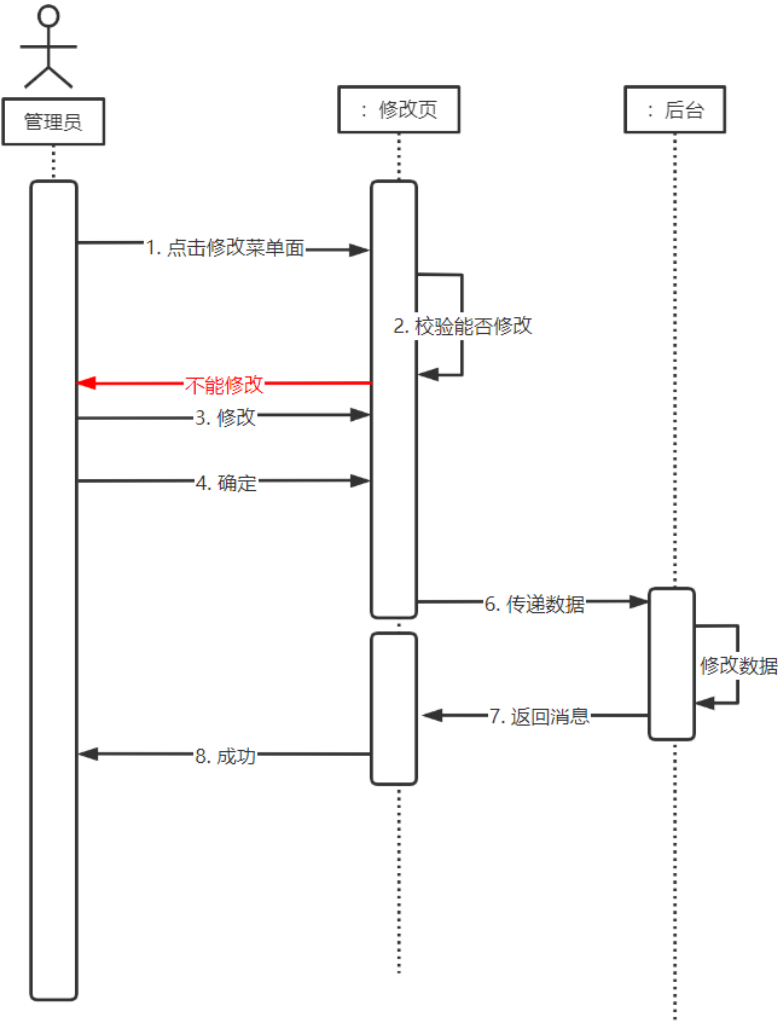 管理员
： 修改页
： 后台
1. 点击修改菜单面
2. 校验能否修改
不能修改
3. 修改
4. 确定
6. 传递数据
修改数据
7. 返回消息
8. 成功